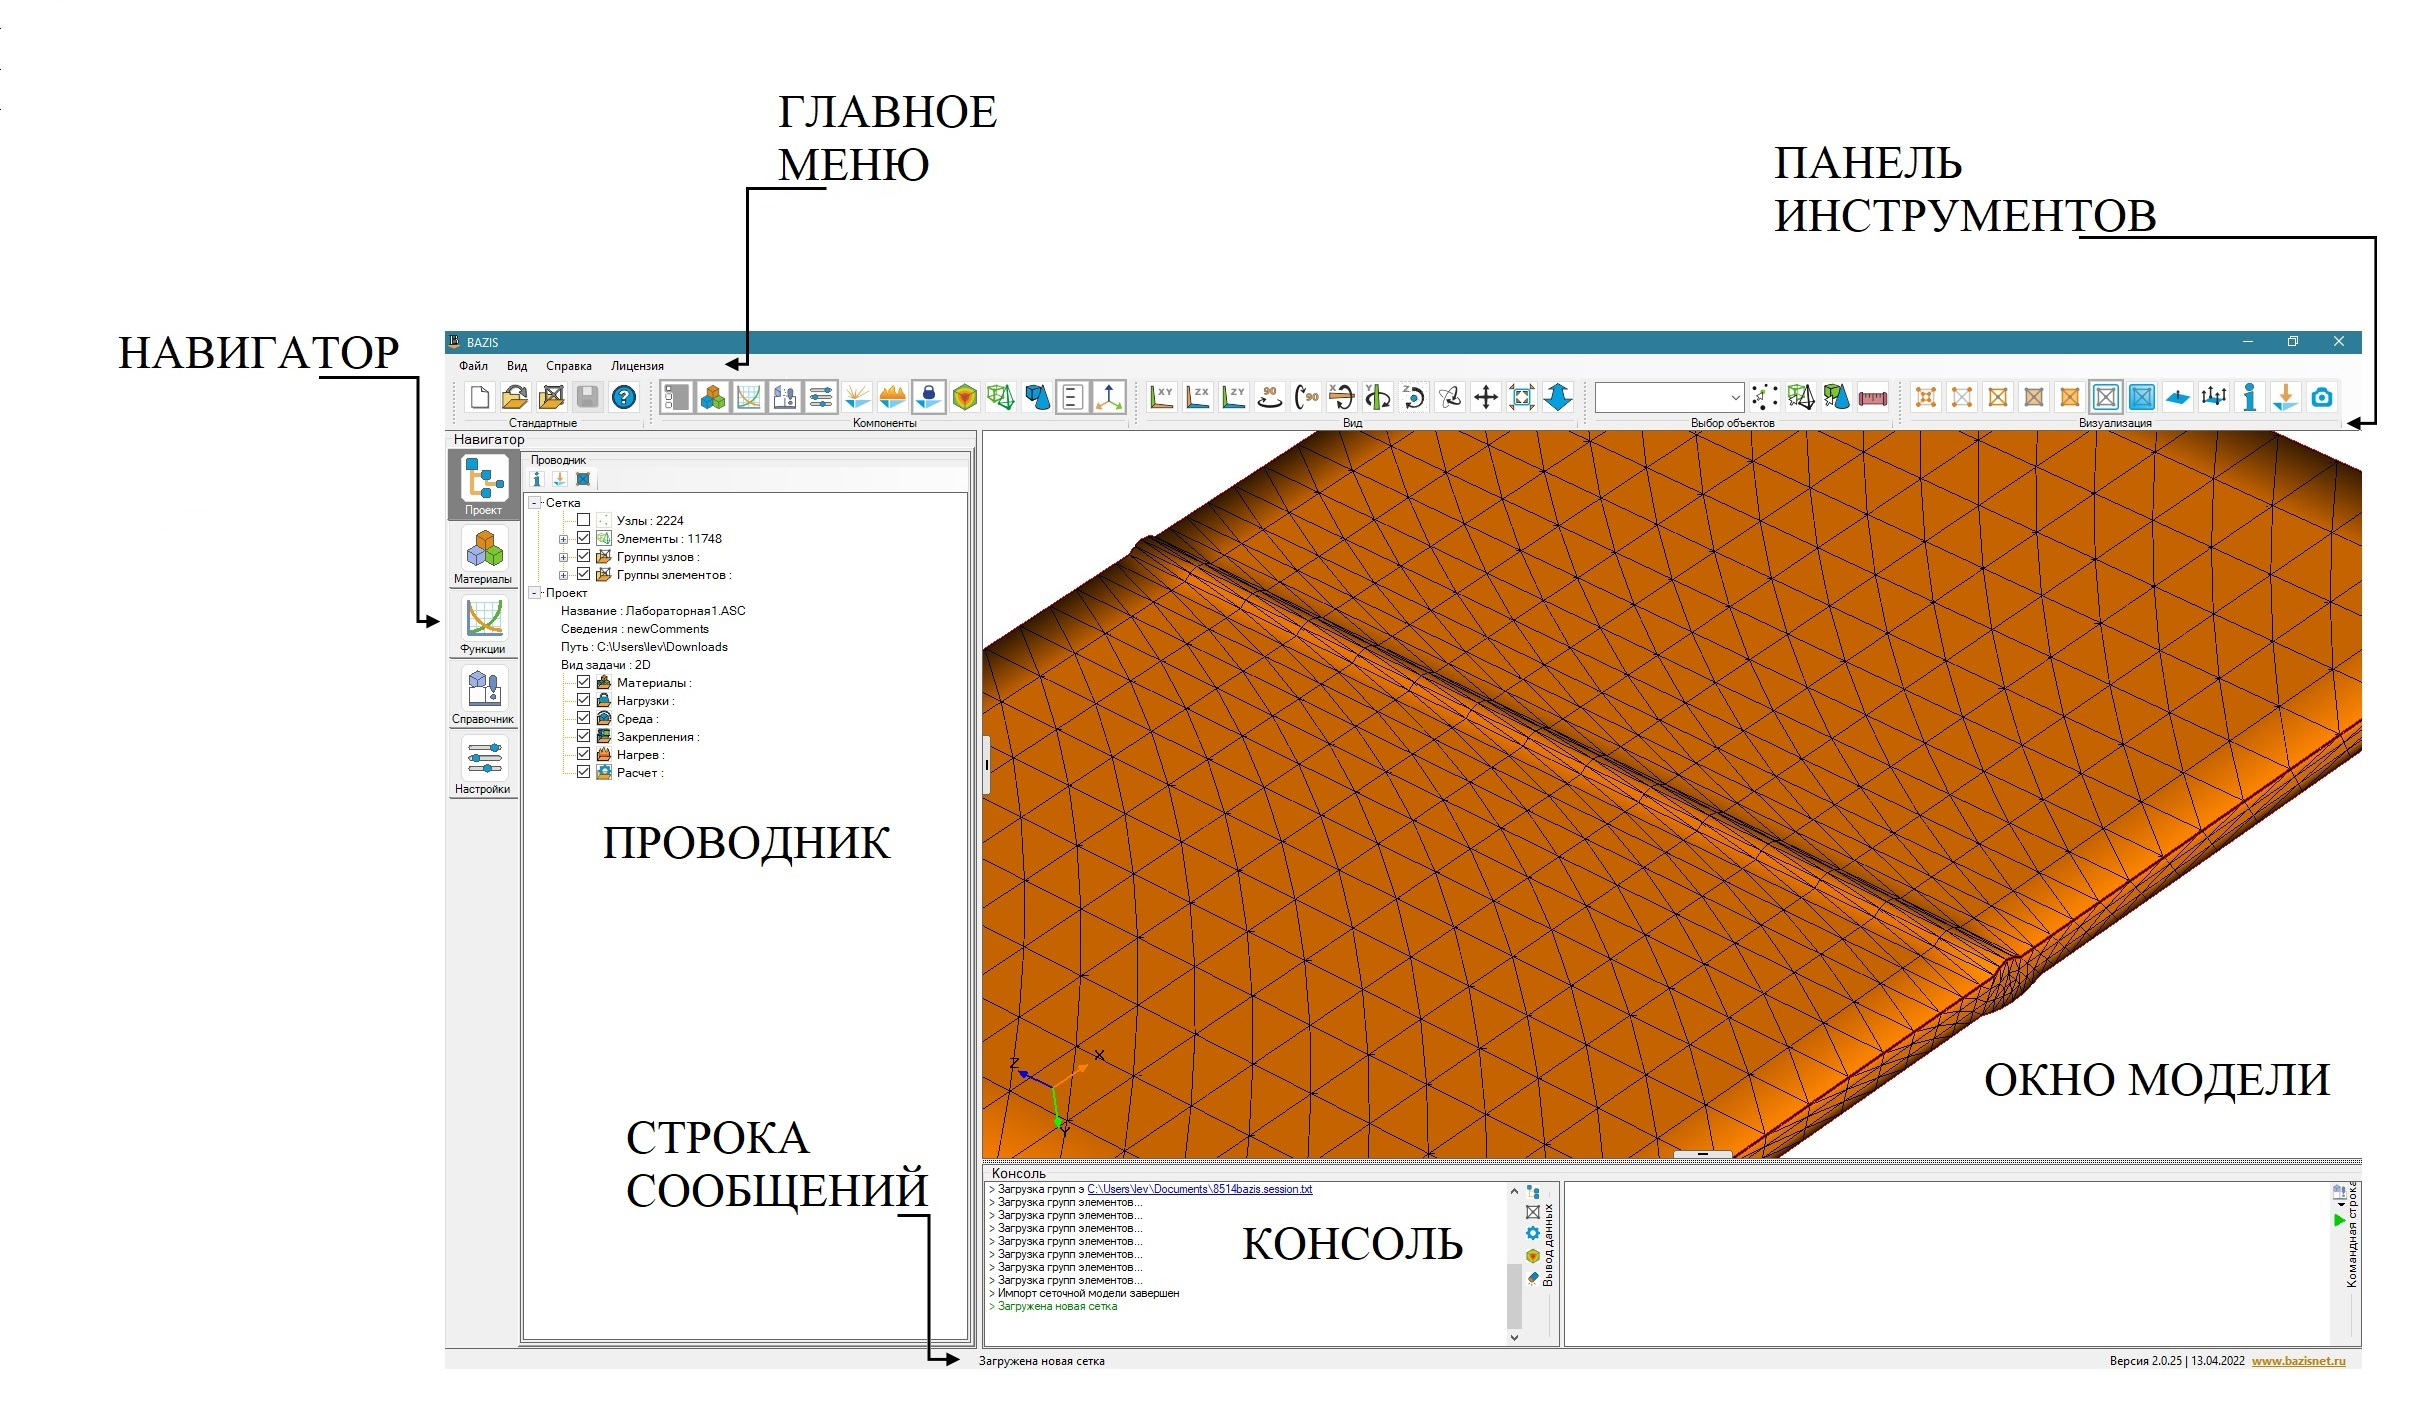 ГЛАВНОЕ
МЕНЮ
ПАНЕЛЬ
ИНСТРУМЕНТОВ
НАВИГАТОР
BAZIS
Файл Вид Справка Лицензия
XY ZX ZY 90 90 X Y Z
Стандартные Компоненты Вид Выбор объектов Визуализация
Навигатор
Проводник
Проект
Материалы
Функции
Справочник
Настройки
Сетка
Узлы : 2224
Элементы : 11748
Группы узлов :
Группы элементов :
Проект
Название : Лабораторная1.ASC
Сведения : newComments
Путь : C:\Users\lev\Downloads
Вид задачи : 2D
Материалы :
Нагрузки :
Среда :
Закрепления :
Нагрев :
Расчет :
ПРОВОДНИК
Z X
Y
ОКНО МОДЕЛИ
СТРОКА
СООБЩЕНИЙ
Консоль
> Загрузка групп э C:\Users\lev\Documents\8514bazis.session.txt
> Загрузка групп элементов...
> Загрузка групп элементов...
> Загрузка групп элементов...
> Загрузка групп элементов...
> Загрузка групп элементов...
> Загрузка групп элементов...
> Загрузка групп элементов...
> Импорт сеточной модели завершен
> Загружена новая сетка
КОНСОЛЬ
Вывод данных
Командная строка
Загружена новая сетка
Версия 2.0.25 | 13.04.2022 www.bazisnet.ru